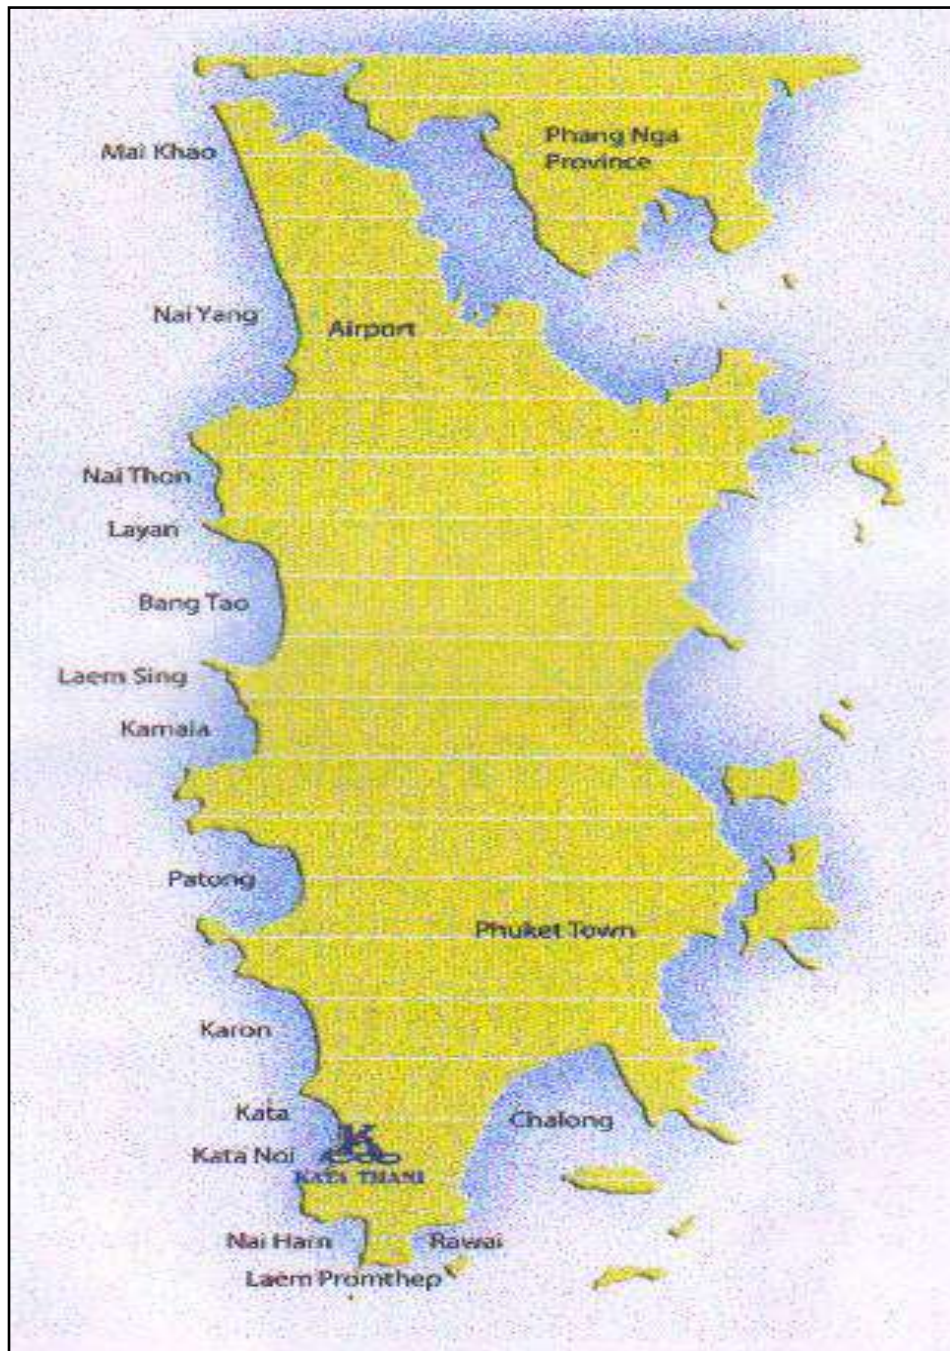 Phang Nga
Province
Mai Khao
Nai Yang
Airport
Nai Thon
Layan
Bang Tao
Laem Sing
Kamala
Patong
Phuket Town
Karon
Kata
Chalong
Kata Noi
K
KATA THANI
Nai Harn
Rawai
Laem Promthep